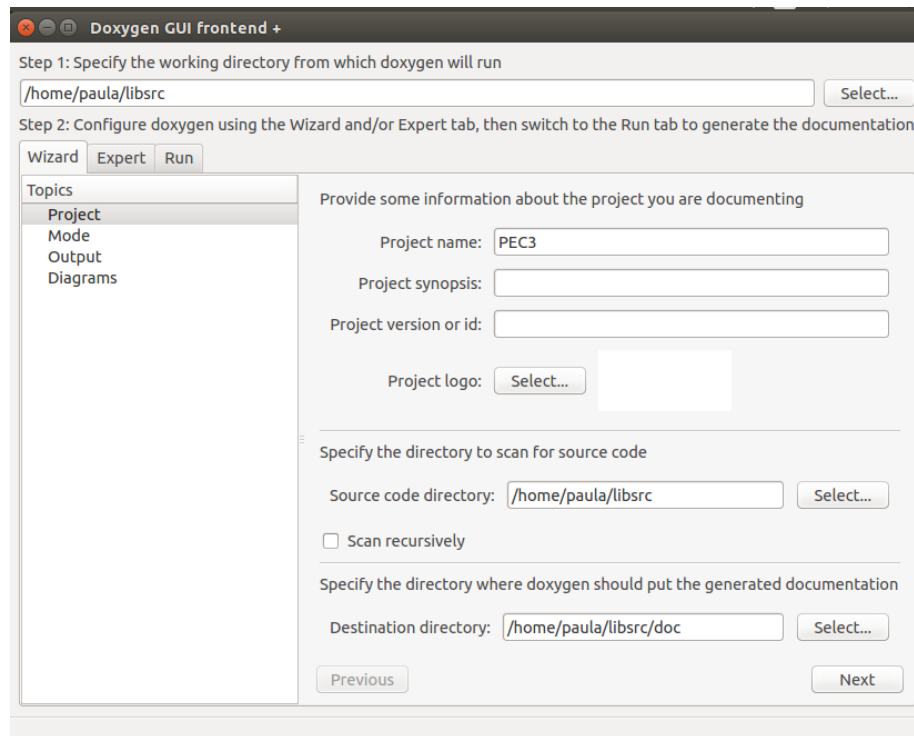 Doxygen GUI frontend +
Step 1: Specify the working directory from which doxygen will run
/home/paula/libsrc
Select...
Step 2: Configure doxygen using the Wizard and/or Expert tab, then switch to the Run tab to generate the documentation
Wizard Expert Run
Topics
Project
Mode
Output
Diagrams
Provide some information about the project you are documenting
Project name: PEC3
Project synopsis:
Project version or id:
Project logo: Select...
Specify the directory to scan for source code
Source code directory: /home/paula/libsrc Select...
Scan recursively
Specify the directory where doxygen should put the generated documentation
Destination directory: /home/paula/libsrc/doc Select...
Previous Next